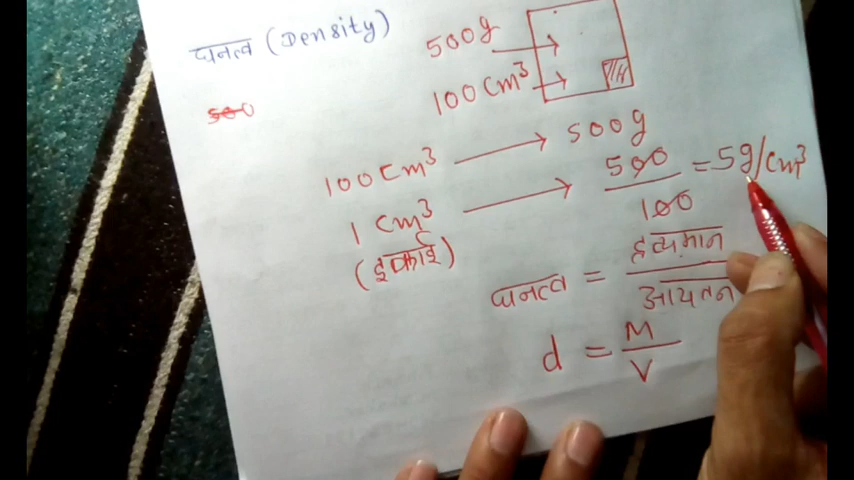 घनत्व (Density)
500g
100 cm³
500
100 cm³ → 500g
1 cm³ → 500/100 = 5g/cm³
(इकाई)
घनत्व = द्रव्यमान/आयतन
d = M/V